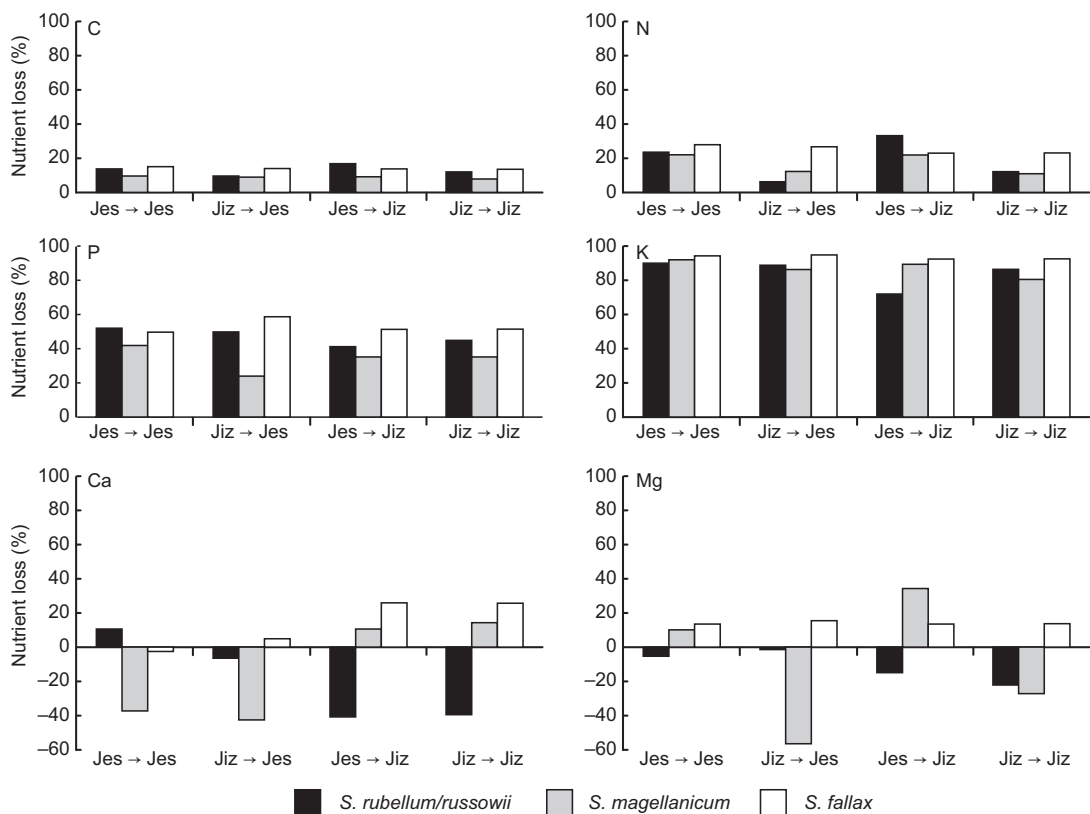 C
Nutrient loss (%)
100
80
60
40
20
0
Jes → Jes Jiz → Jes Jes → Jiz Jiz → Jiz
N
100
80
60
40
20
0
Jes → Jes Jiz → Jes Jes → Jiz Jiz → Jiz
P
Nutrient loss (%)
100
80
60
40
20
0
Jes → Jes Jiz → Jes Jes → Jiz Jiz → Jiz
K
100
80
60
40
20
0
Jes → Jes Jiz → Jes Jes → Jiz Jiz → Jiz
Ca
Nutrient loss (%)
100
80
60
40
20
0
–20
–40
–60
Jes → Jes Jiz → Jes Jes → Jiz Jiz → Jiz
Mg
100
80
60
40
20
0
–20
–40
–60
Jes → Jes Jiz → Jes Jes → Jiz Jiz → Jiz
S. rubellum/russowii S. magellanicum S. fallax